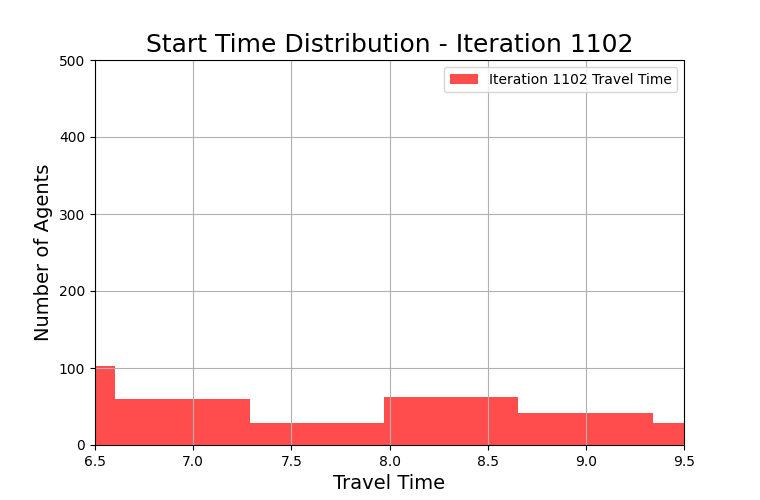 Start Time Distribution - Iteration 1102
500
Iteration 1102 Travel Time
400
300
200
100
0
Number of Agents
6.5 7.0 7.5 8.0 8.5 9.0 9.5
Travel Time